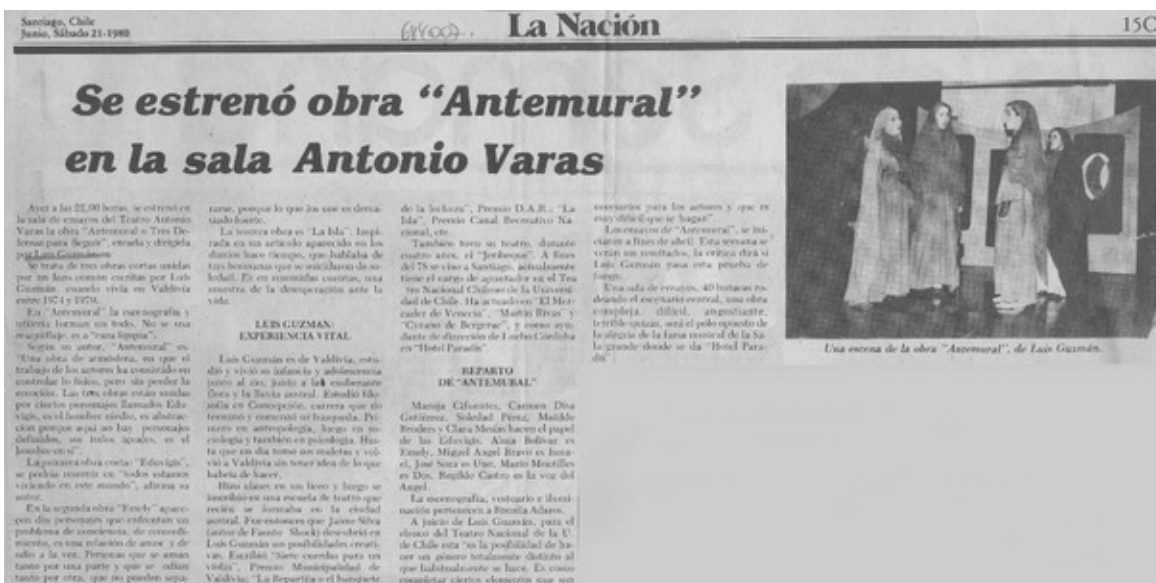 Santiago, Chile
Junio, Sábado 21-1980
La Nación
15C
Se estrenó obra “Antemural”
en la sala Antonio Varas
Ayer a las 22,00 horas, se estrenó en
la sala de ensayos del Teatro Antonio
Varas la obra “Antemural o Tres
para Seguir”, creada y dirigida
por Luis Guzmán.
Se trata de tres obras cortas unidas
por un lazo común escritas por Luis
Guzmán, cuando vivía en Valdivia
entre 1974 y 1979.
En “Antemural” la escenografía y
utilería forman un todo. No se usa
maquillaje, es a “cara limpia”.
Según su autor, “Antemural” es
“Una obra de atmósfera, en que el
trabajo de los actores ha consistido en
controlar lo físico, pero sin perder la
emoción. Las tres obras están unidas
por ciertos personajes llamados Edu-
vigis, es el hombre medio, es abstrac-
ción porque aquí no hay personajes
definidos, son todos iguales, es el
hombre en sí”.
La primera obra corta: “Eduvigis”,
se podría resumir en “todos estamos
viviendo en este mundo”, afirma su
autor.
En la segunda obra “Emely” apare-
cen dos personajes que enfrentan un
problema de conciencia, de remordi-
miento, es una relación de amor y de
odio a la vez. Personas que se aman
tanto por una parte y que se odian
tanto por otra, que no pueden sepa-
rarse, porque lo que los une es dema-
siado fuerte.
La tercera obra es “La Isla”. Inspi-
rada en un artículo aparecido en los
diarios hace tiempo, que hablaba de
tres hermanas que se suicidaron de so-
ledad. Es en resumidas cuentas, una
muestra de la desesperación ante la
vida.
LUIS GUZMAN:
EXPERIENCIA VITAL
Luis Guzmán es de Valdivia, estu-
dió y vivió su infancia y adolescencia
junto al río, junto a las exuberante
flora y la lluvia austral. Estudió filo-
sofía en Concepción, carrera que no
terminó y comenzó su búsqueda. Pri-
mero en antropología, luego en so-
ciología y también en psicología. Has-
ta que un día tomó sus maletas y vol-
vió a Valdivia sin tener idea de lo que
habría de hacer.
Hizo clases en un liceo y luego se
inscribió en una escuela de teatro que
recién se formaba en la ciudad
austral. Fue entonces que Jaime Silva
(autor de Fausto Shock) descubrió en
Luis Guzmán sus posibilidades creati-
vas. Escribió “Siete cuerdas para un
violín”, Premio Municipalidad de
Valdivia; “La Repartija o el banquete
de la lechuza”, Premio D.A.R.; “La
Isla”, Premio Canal Recreativo Na-
cional, etc.
También tuvo su teatro, durante
cuatro años, el “Jeribeque”. A fines
del 78 se vino a Santiago, actualmente
tiene el cargo de apuntador en el Tea-
tro Nacional Chileno de la Universi-
dad de Chile. Ha actuado en “El Mer-
cader de Venecia”, “Martín Rivas” y
“Cyrano de Bergerac”, y como ayu-
dante de dirección de Lucho Córdoba
en “Hotel Paradís”.
REPARTO
DE “ANTEMURAL”
Maruja Cifuentes, Carmen Disa
Gutiérrez, Soledad Pérez, Matilde
Broders y Clara Mesías hacen el papel
de las Eduvigis. Alma Bolívar es
Emely, Miguel Angel Bravo es Isma-
el, José Soza es Uno, Mario Montilles
es Dos, Regildo Castro es la voz del
Angel.
La escenografía, vestuario e ilumi-
nación pertenecen a Adaros.
A juicio de Luis Guzmán, para el
elenco del Teatro Nacional de la U.
de Chile esta “es la posibilidad de ha-
cer un género totalmente distinto al
que habitualmente se hace. Es como
completar ciertos elementos que son
necesarios para los actores y que es
muy difícil que se hagan”.
Los ensayos de “Antemural”, se ini-
ciaron a fines de abril. Esta semana se
verán sus resultados, la crítica dirá si
Luis Guzmán pasa esta prueba de
fuego.
Una sala de ensayos, 40 butacas ro-
deando el escenario central, una obra
compleja, difícil, angustiante,
terrible quizás, será el polo opuesto de
la alegría de la farsa musical de la Sa-
la grande donde se da “Hotel Para-
dís”.
Una escena de la obra “Antemural”, de Luis Guzmán.